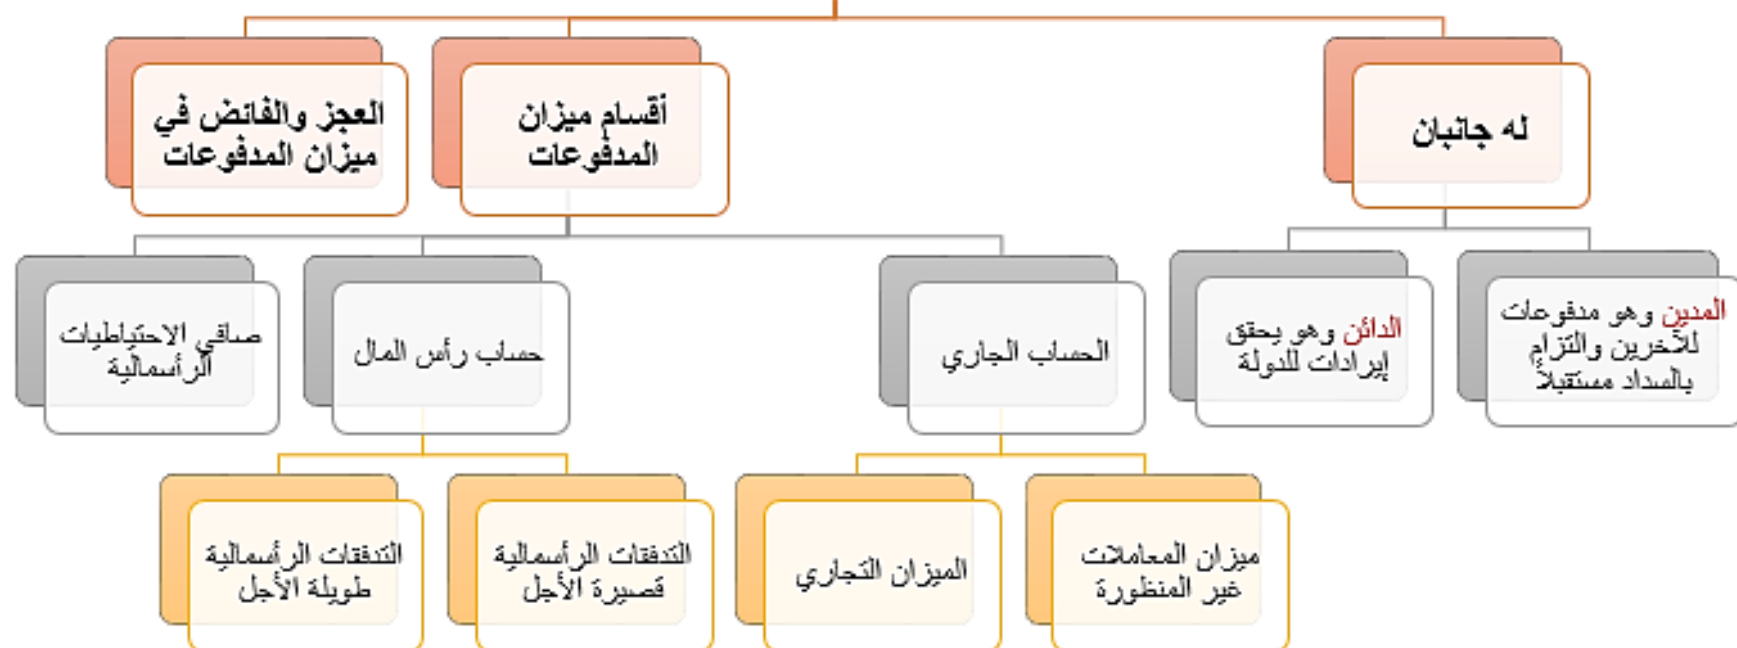 له جانبان
أقسام ميزان
المدفوعات
العجز والفائض في
ميزان المدفوعات
المدين وهو مدفوعات
للآخرين والتزام
بالسداد مستقبلاً
الدائن وهو يحقق
إيرادات للدولة
الحساب الجاري
حساب رأس المال
صافي الاحتياطيات
الرأسمالية
ميزان المعاملات
غير المنظورة
الميزان التجاري
التدفقات الرأسمالية
قصيرة الأجل
التدفقات الرأسمالية
طويلة الأجل